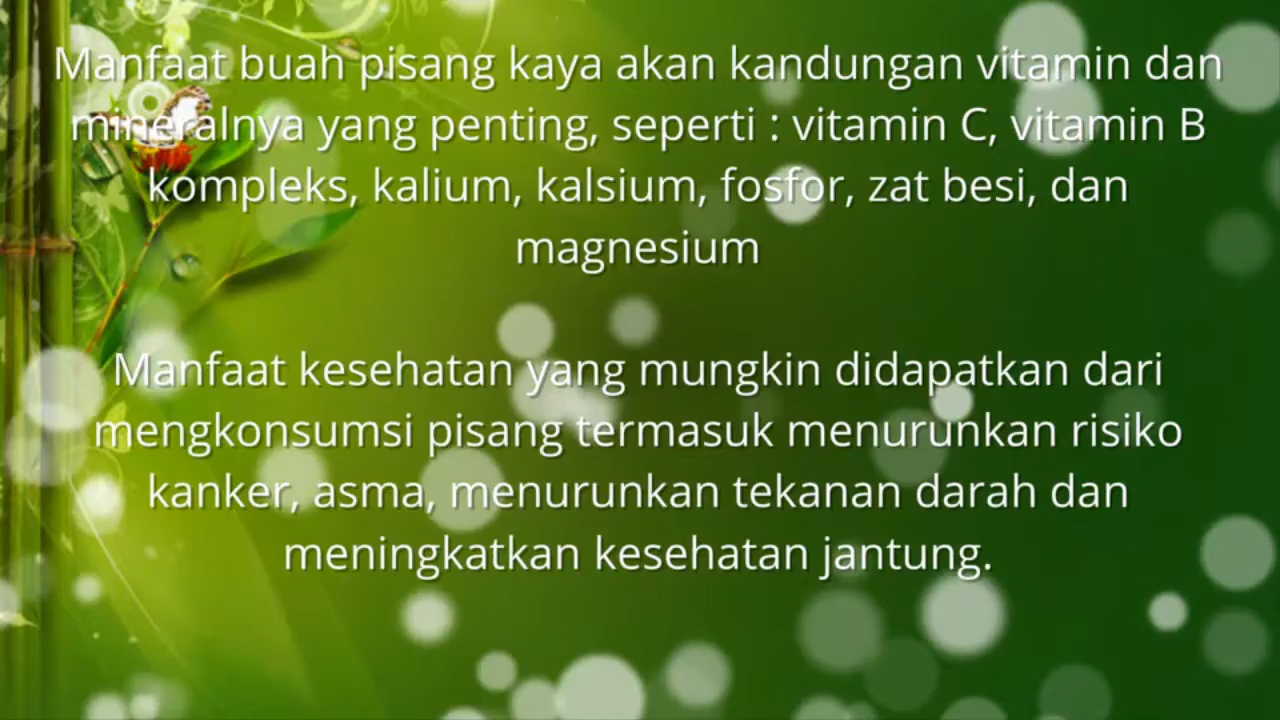 Manfaat buah pisang kaya akan kandungan vitamin dan
mineralnya yang penting, seperti : vitamin C, vitamin B
kompleks, kalium, kalsium, fosfor, zat besi, dan
magnesium
Manfaat kesehatan yang mungkin didapatkan dari
mengkonsumsi pisang termasuk menurunkan risiko
kanker, asma, menurunkan tekanan darah dan
meningkatkan kesehatan jantung.